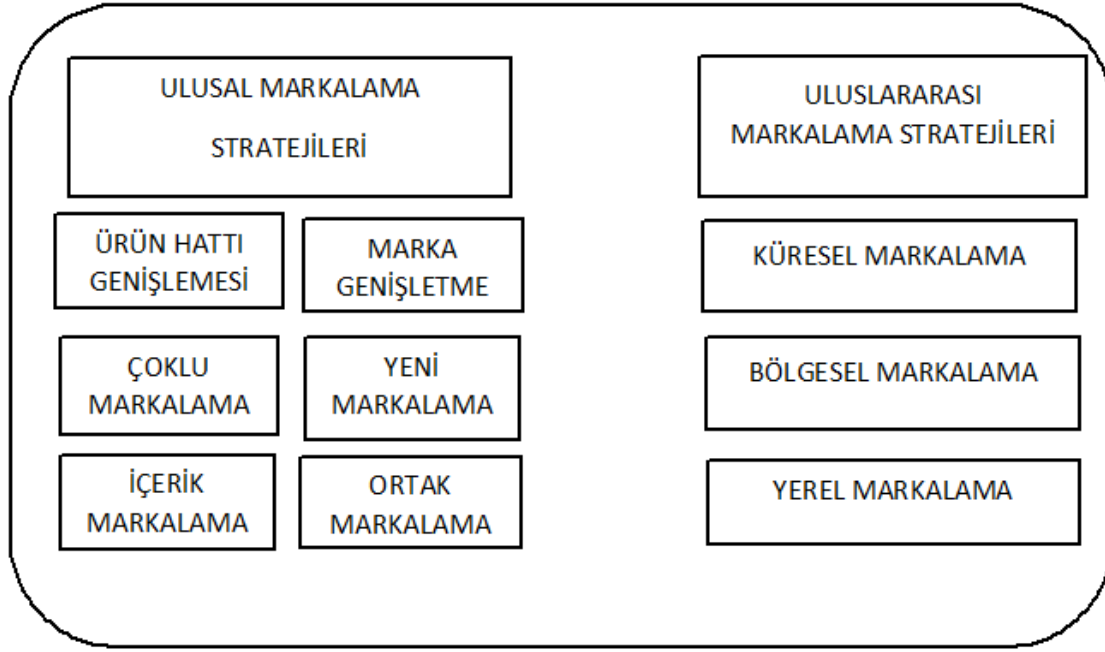 ULUSAL MARKALAMA
STRATEJİLERİ
ULUSLARARASI
MARKALAMA STRATEJİLERİ
ÜRÜN HATTI
GENİŞLEMESİ
MARKA
GENİŞLETME
KÜRESEL MARKALAMA
ÇOKLU
MARKALAMA
YENİ
MARKALAMA
BÖLGESEL MARKALAMA
İÇERİK
MARKALAMA
ORTAK
MARKALAMA
YEREL MARKALAMA